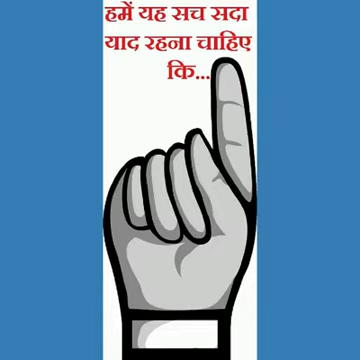 हमें यह सच सदा
याद रहना चाहिए
कि...